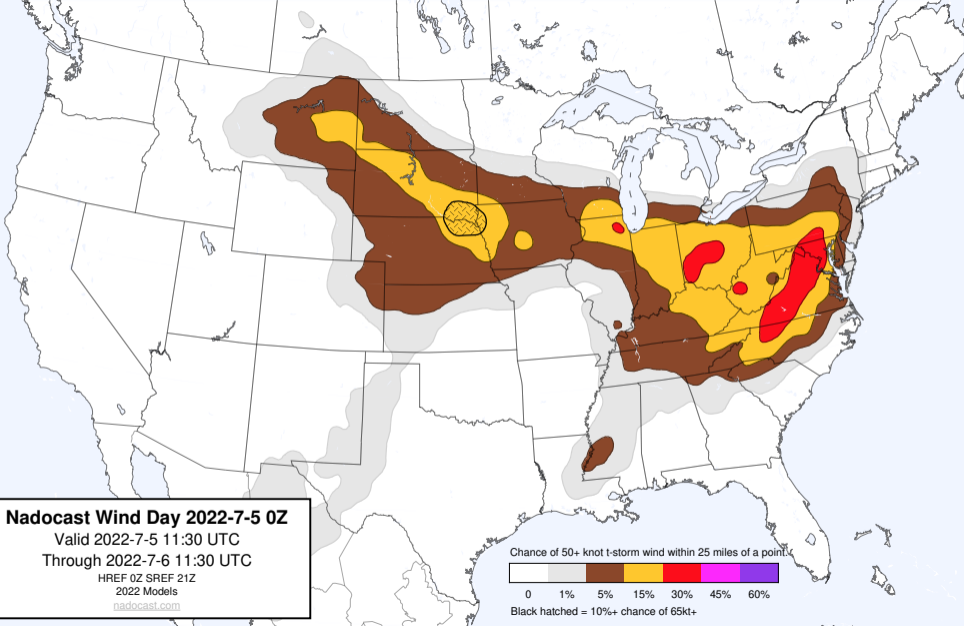 Nadocast Wind Day 2022-7-5 0Z
Valid 2022-7-5 11:30 UTC
Through 2022-7-6 11:30 UTC
HREF 0Z SREF 21Z
2022 Models
nadocast.com
Chance of 50+ knot t-storm wind within 25 miles of a point.
0 1% 5% 15% 30% 45% 60%
Black hatched = 10%+ chance of 65kt+